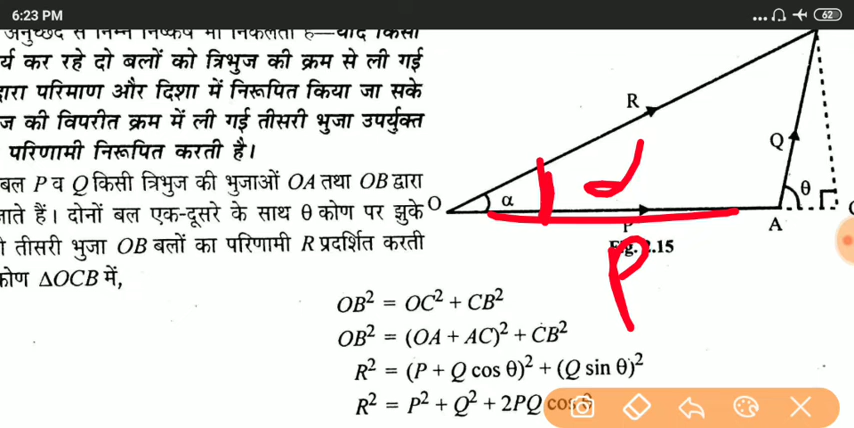 6:23 PM
62
अनुच्छेद से निम्न निष्कर्ष भी निकलता है—यदि किसी
र्य कर रहे दो बलों को त्रिभुज की क्रम से ली गई
द्वारा परिमाण और दिशा में निरूपित किया जा सके
ज की विपरीत क्रम में ली गई तीसरी भुजा उपर्युक्त
परिणामी निरूपित करती है।
बल P व Q किसी त्रिभुज की भुजाओं OA तथा OB द्वारा
जाते हैं। दोनों बल एक-दूसरे के साथ θ कोण पर झुके
तीसरी भुजा OB बलों का परिणामी R प्रदर्शित करती
कोण ΔOCB में,
R
Q
O
α
θ
A
P
P
OB² = OC² + CB²
OB² = (OA + AC)² + CB²
R² = (P + Q cos θ)² + (Q sin θ)²
R² = P² + Q² + 2PQ cos